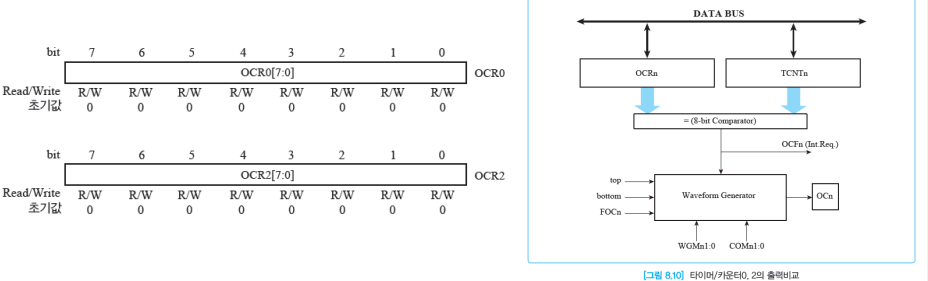 bit 7 6 5 4 3 2 1 0
OCR0[7:0] OCR0
Read/Write R/W R/W R/W R/W R/W R/W R/W R/W
초기값 0 0 0 0 0 0 0 0
bit 7 6 5 4 3 2 1 0
OCR2[7:0] OCR2
Read/Write R/W R/W R/W R/W R/W R/W R/W R/W
초기값 0 0 0 0 0 0 0 0
DATA BUS
OCRn TCNTn
= (8-bit Comparator)
OCFn (Int.Req.)
top
bottom
FOCn
Waveform Generator
OCn
WGMn1:0 COMn1:0
[그림 8.10] 타이머/카운터0, 2의 출력비교